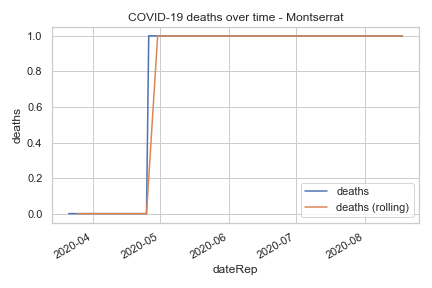 COVID-19 deaths over time - Montserrat
deaths
1.0
0.8
0.6
0.4
0.2
0.0
deaths
deaths (rolling)
2020-04
2020-05
2020-06
2020-07
2020-08
dateRep